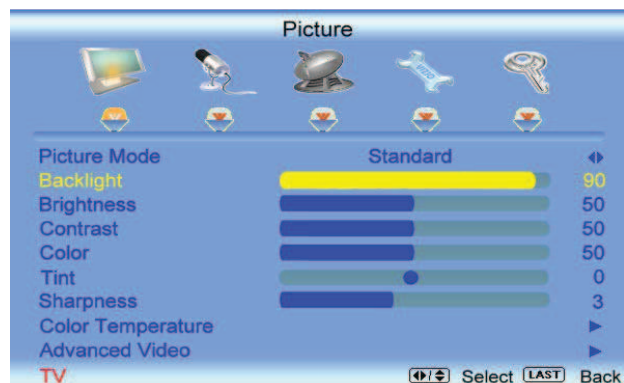 Picture
Picture Mode Standard
Backlight 90
Brightness 50
Contrast 50
Color 50
Tint 0
Sharpness 3
Color Temperature
Advanced Video
TV Select LAST Back